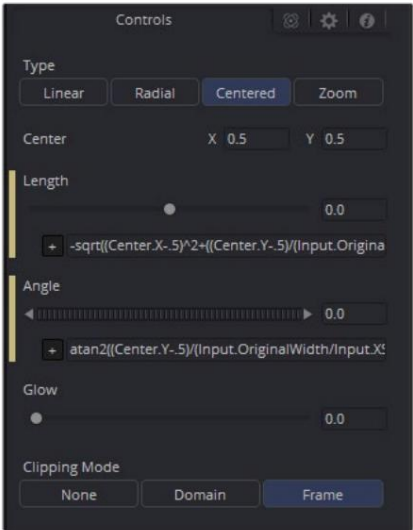 Controls
Type
Linear Radial Centered Zoom
Center X 0.5 Y 0.5
Length
0.0
+ -sqrt((Center.X-.5)^2+((Center.Y-.5)/(Input.Origina
Angle
0.0
+ atan2((Center.Y-.5)/(Input.OriginalWidth/Input.XS
Glow
0.0
Clipping Mode
None Domain Frame